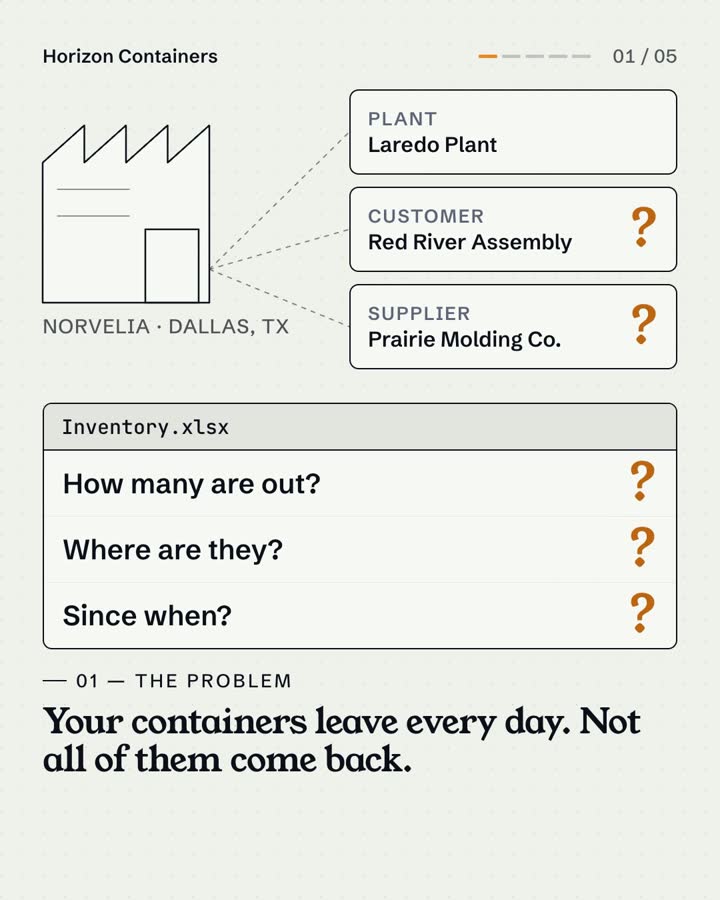 Horizon Containers
01 / 05
PLANT
Laredo Plant
CUSTOMER
Red River Assembly
?
SUPPLIER
Prairie Molding Co.
?
NORVELIA · DALLAS, TX
Inventory.xlsx
How many are out?
?
Where are they?
?
Since when?
?
— 01 — THE PROBLEM
Your containers leave every day. Not
all of them come back.